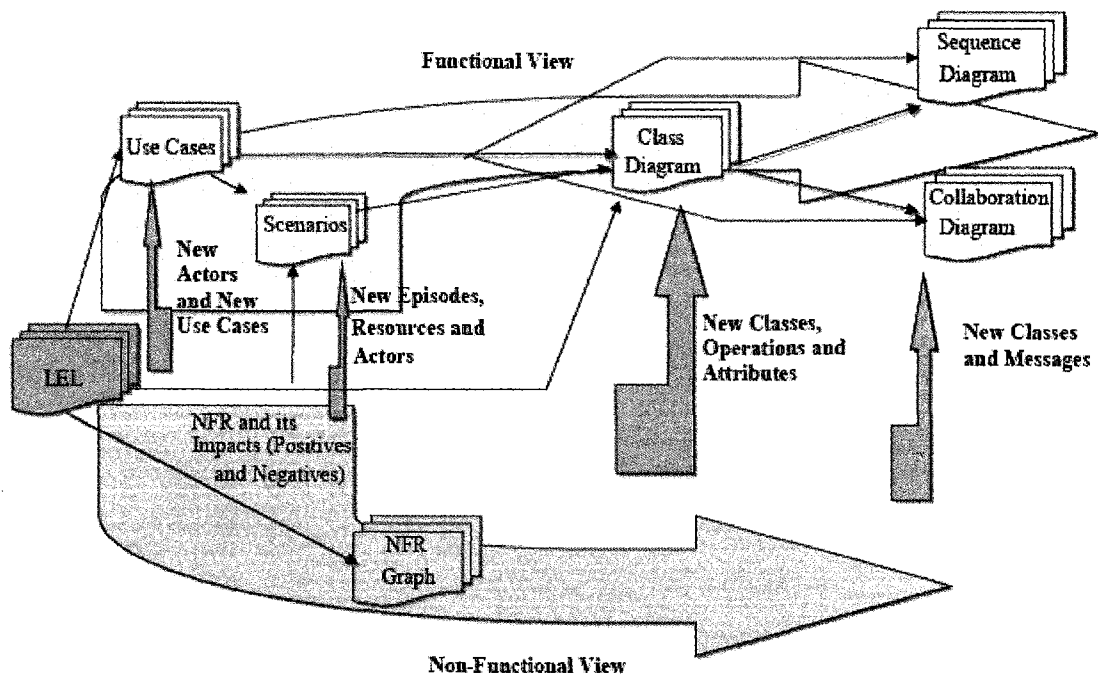 Functional View
Sequence
Diagram
Use Cases
Class
Diagram
Scenarios
Collaboration
Diagram
New
Actors
and New
Use Cases
New Episodes,
Resources and
Actors
New Classes,
Operations and
Attributes
New Classes
and Messages
LEL
NFR and its
Impacts (Positives
and Negatives)
NFR
Graph
Non-Functional View